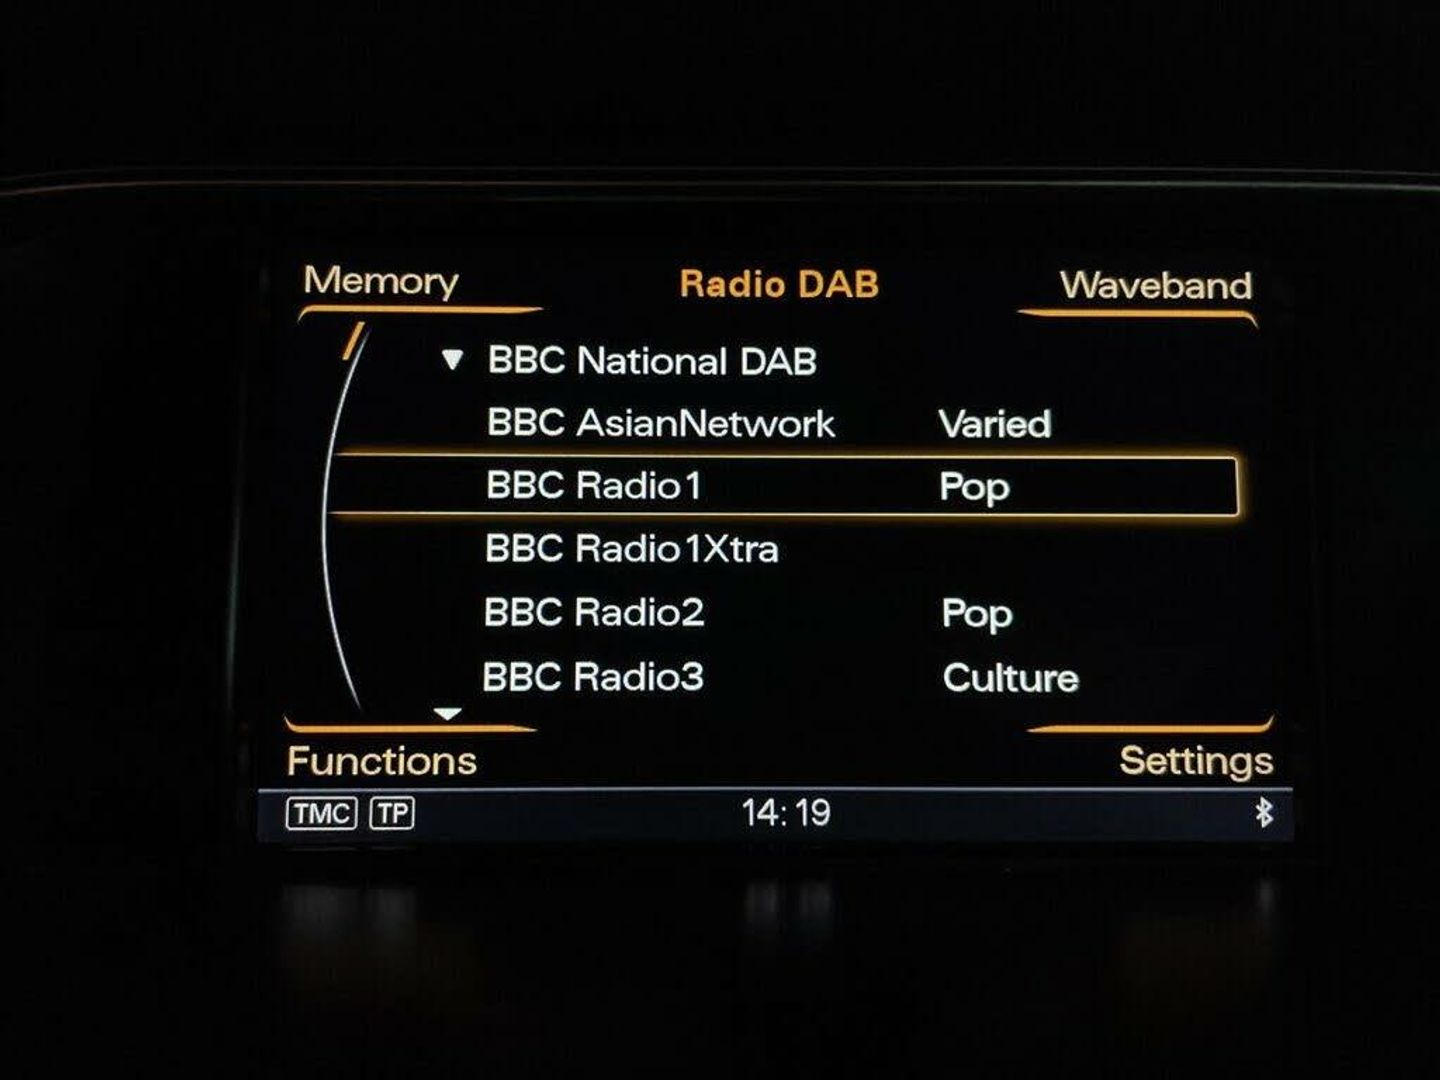 Memory Radio DAB Waveband
BBC National DAB
BBC AsianNetwork Varied
BBC Radio1 Pop
BBC Radio1Xtra
BBC Radio2 Pop
BBC Radio3 Culture
Functions Settings
TMC TP 14:19